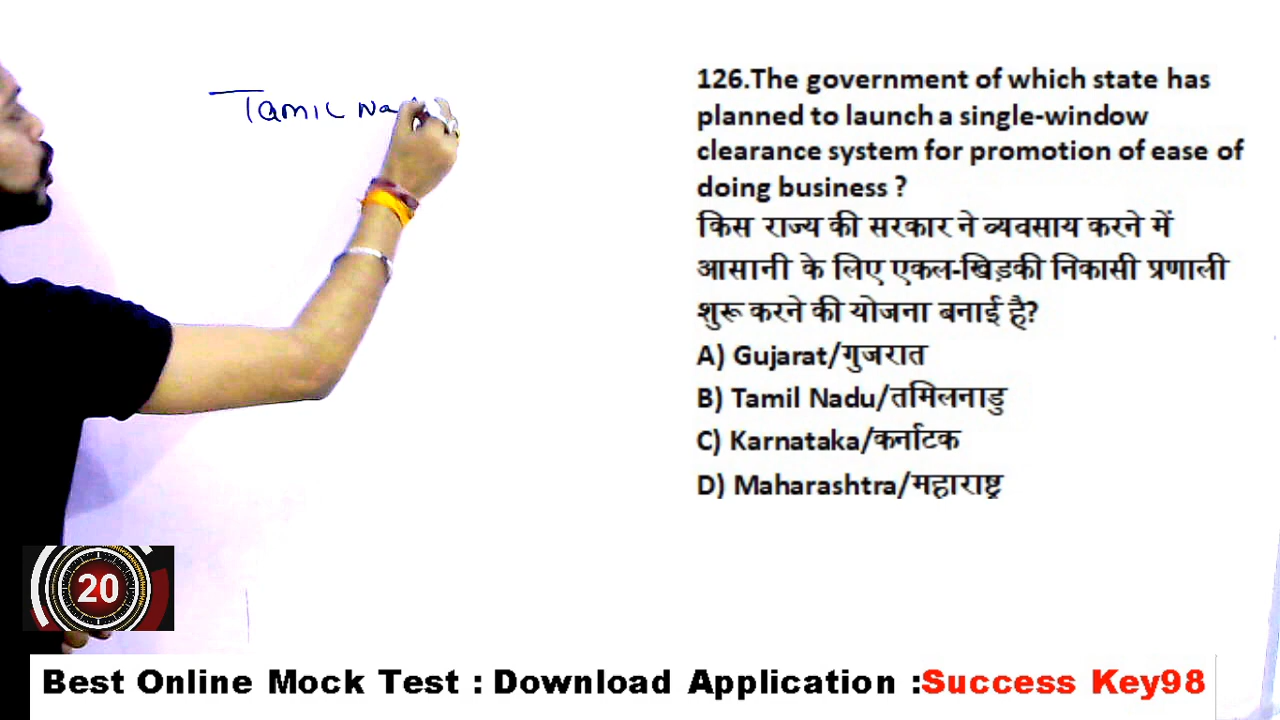 Tamil Na
126.The government of which state has
planned to launch a single-window
clearance system for promotion of ease of
doing business ?
किस राज्य की सरकार ने व्यवसाय करने में
आसानी के लिए एकल-खिड़की निकासी प्रणाली
शुरू करने की योजना बनाई है?
A) Gujarat/गुजरात
B) Tamil Nadu/तमिलनाडु
C) Karnataka/कर्नाटक
D) Maharashtra/महाराष्ट्र
20
Best Online Mock Test : Download Application :Success Key98